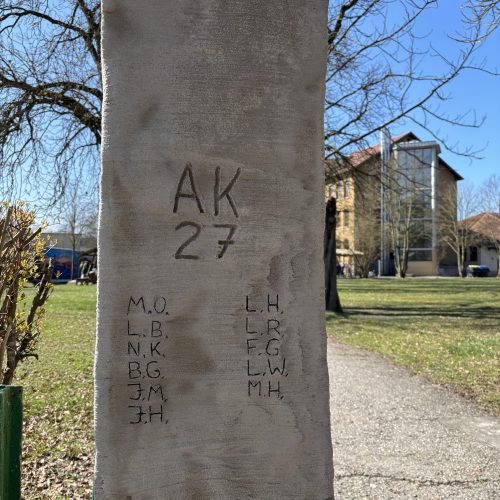 AK
27
M.O.
L.B.
N.K.
B.G.
J.M.
J.H.
L.H.
L.R.
F.G.
L.W.
M.H.